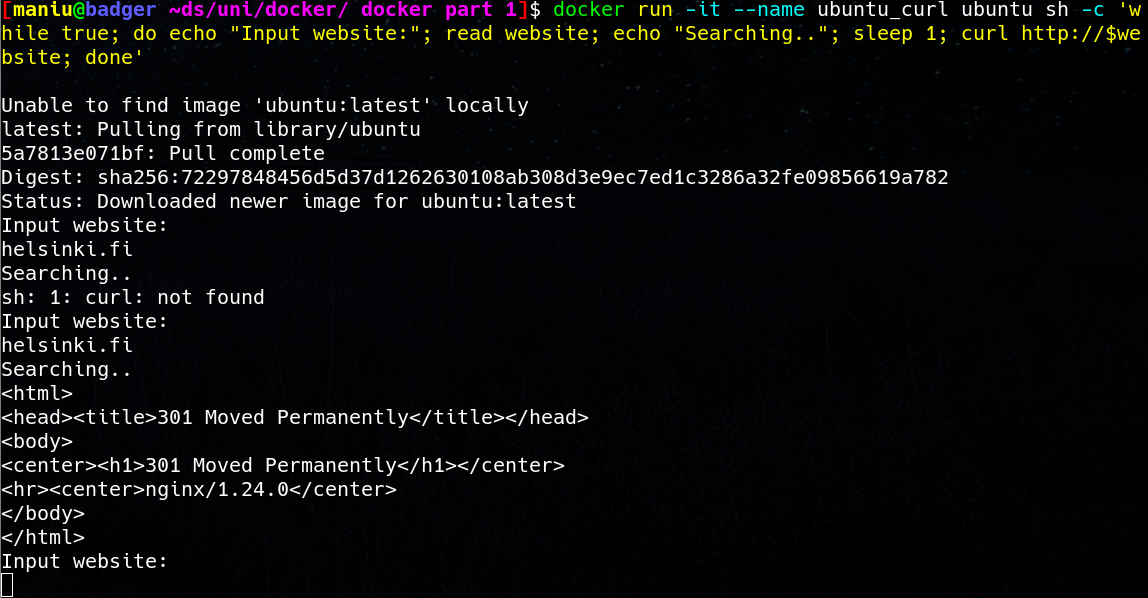 [maniu@badger ~ds/uni/docker/ docker part 1]$ docker run -it --name ubuntu_curl ubuntu sh -c 'w
hile true; do echo "Input website:"; read website; echo "Searching.."; sleep 1; curl http://$we
bsite; done'
Unable to find image 'ubuntu:latest' locally
latest: Pulling from library/ubuntu
5a7813e071bf: Pull complete
Digest: sha256:72297848456d5d37d1262630108ab308d3e9ec7ed1c3286a32fe09856619a782
Status: Downloaded newer image for ubuntu:latest
Input website:
helsinki.fi
Searching..
sh: 1: curl: not found
Input website:
helsinki.fi
Searching..
<html>
<head><title>301 Moved Permanently</title></head>
<body>
<center><h1>301 Moved Permanently</h1></center>
<hr><center>nginx/1.24.0</center>
</body>
</html>
Input website: